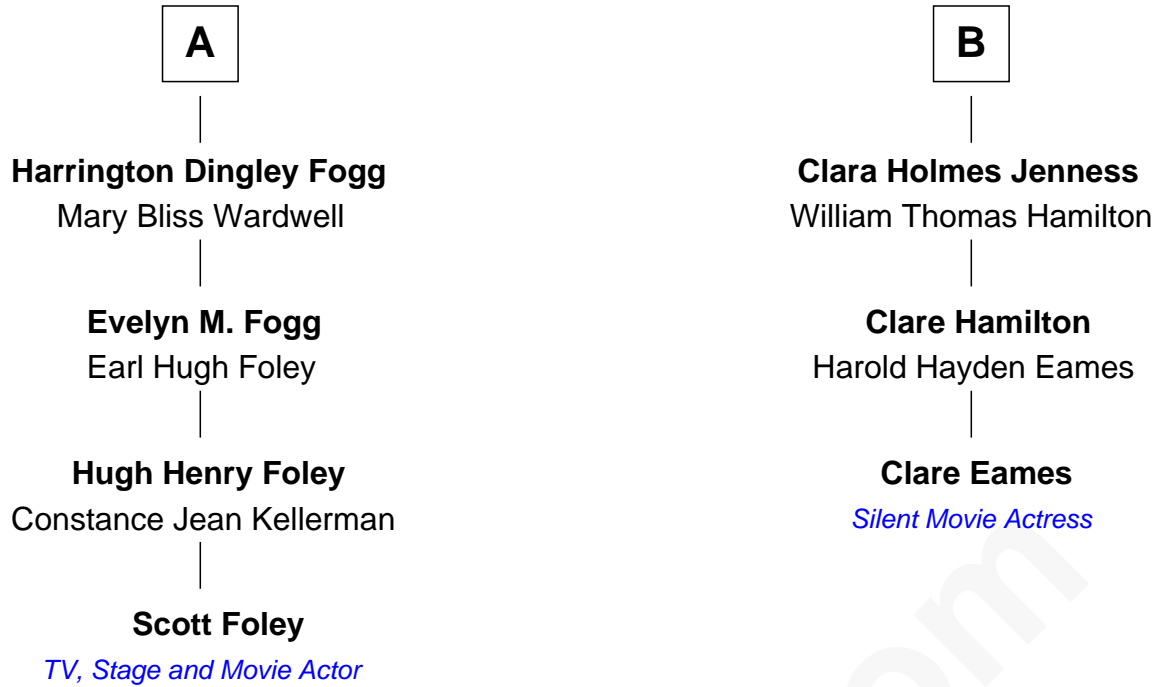 A
Harrington Dingley Fogg
Mary Bliss Wardwell
Evelyn M. Fogg
Earl Hugh Foley
Hugh Henry Foley
Constance Jean Kellerman
Scott Foley
TV, Stage and Movie Actor
B
Clara Holmes Jenness
William Thomas Hamilton
Clare Hamilton
Harold Hayden Eames
Clare Eames
Silent Movie Actress
om